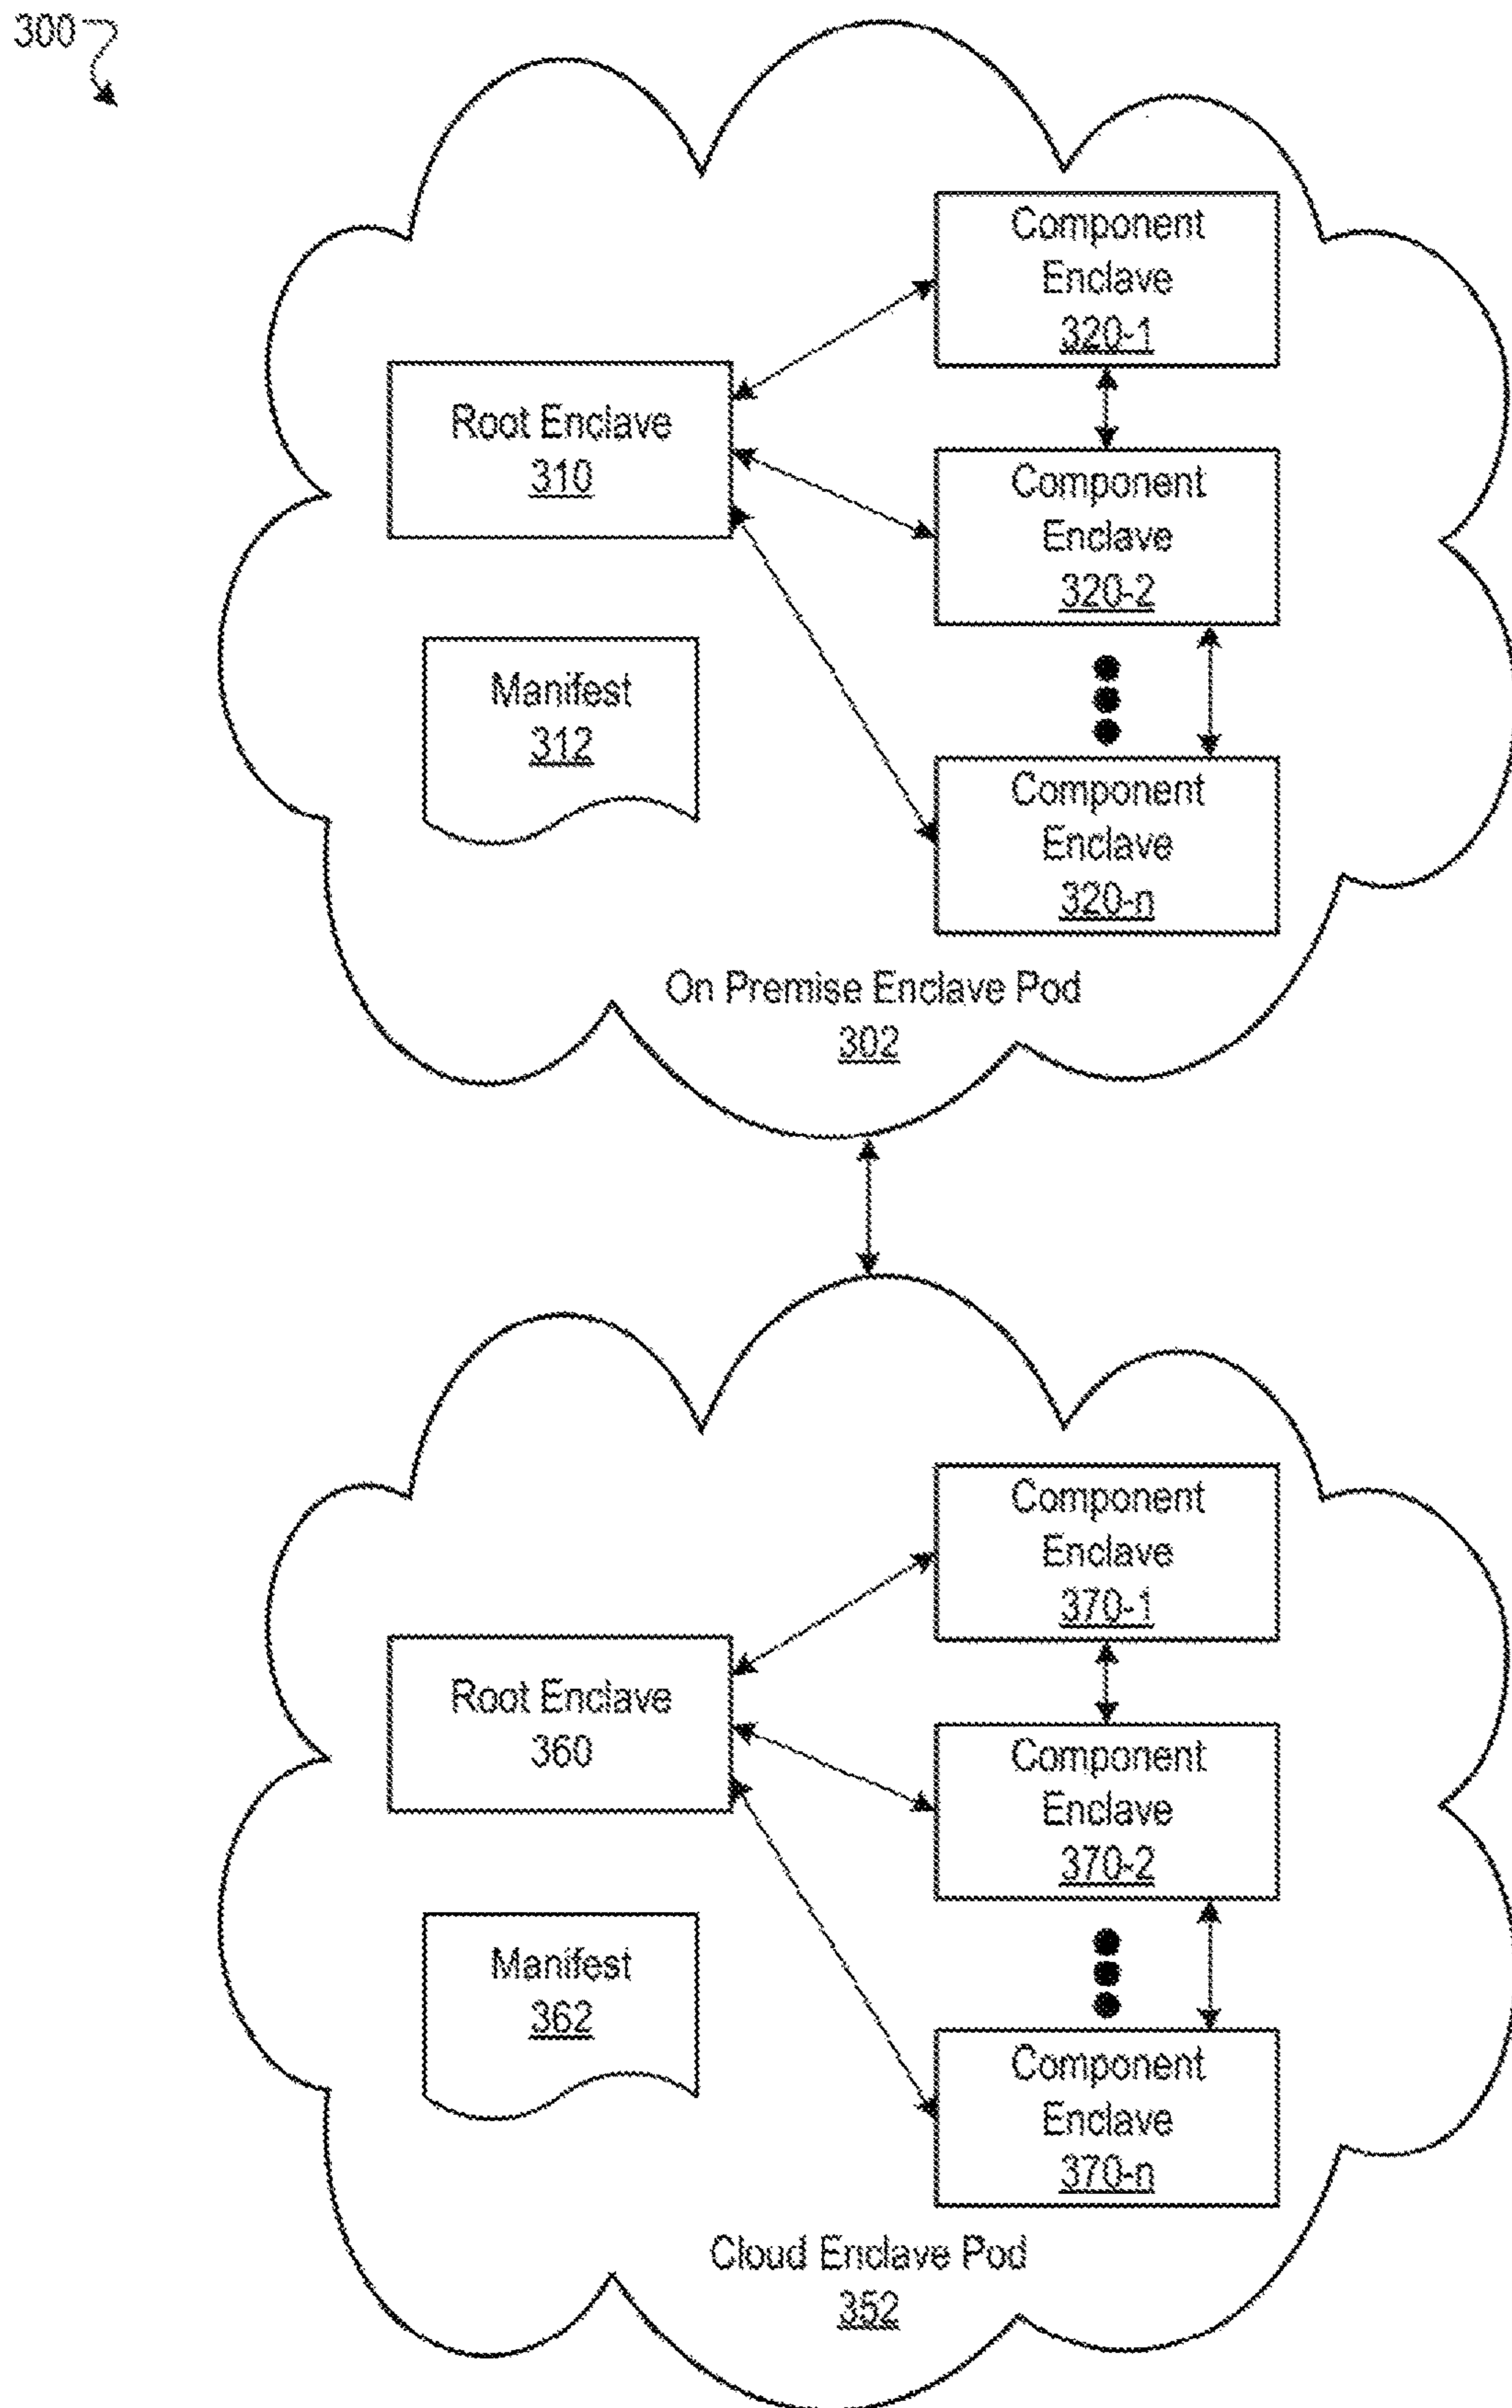 300
Component
Enclave
320-1
Root Enclave
310
Component
Enclave
320-2
Manifest
312
Component
Enclave
320-n
On Premise Enclave Pod
302
Component
Enclave
370-1
Root Enclave
360
Component
Enclave
370-2
Manifest
362
Component
Enclave
370-n
Cloud Enclave Pod
352